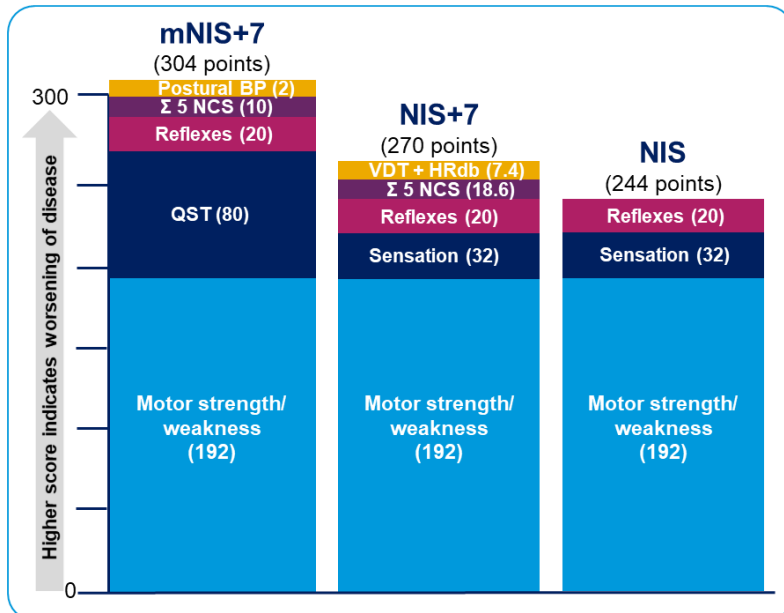 mNIS+7
(304 points)
300
Postural BP (2)
Σ 5 NCS (10)
Reflexes (20)
QST (80)
Motor strength/
weakness
(192)
NIS+7
(270 points)
VDT + HRdb (7.4)
Σ 5 NCS (18.6)
Reflexes (20)
Sensation (32)
Motor strength/
weakness
(192)
NIS
(244 points)
Reflexes (20)
Sensation (32)
Motor strength/
weakness
(192)
Higher score indicates worsening of disease
0